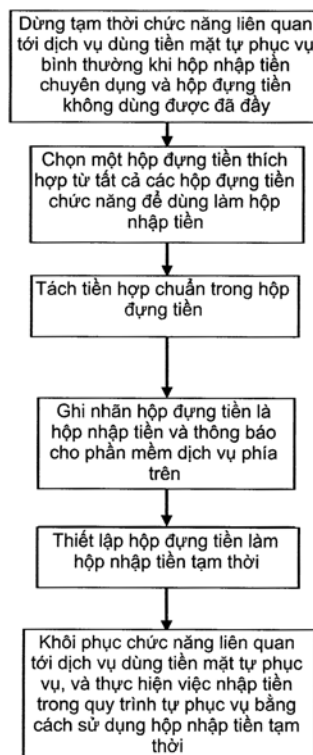 Dừng tạm thời chức năng liên quan
tới dịch vụ dùng tiền mặt tự phục vụ
bình thường khi hộp nhập tiền
chuyên dụng và hộp đựng tiền
không dùng được đã đầy
Chọn một hộp đựng tiền thích
hợp từ tất cả các hộp đựng tiền
chức năng để dùng làm hộp
nhập tiền
Tách tiền hợp chuẩn trong hộp
đựng tiền
Ghi nhãn hộp đựng tiền là
hộp nhập tiền và thông báo
cho phần mềm dịch vụ phía
trên
Thiết lập hộp đựng tiền làm
hộp nhập tiền tạm thời
Khôi phục chức năng liên quan
tới dịch vụ dùng tiền mặt tự phục
vụ, và thực hiện việc nhập tiền
trong quy trình tự phục vụ bằng
cách sử dụng hộp nhập tiền tạm
thời